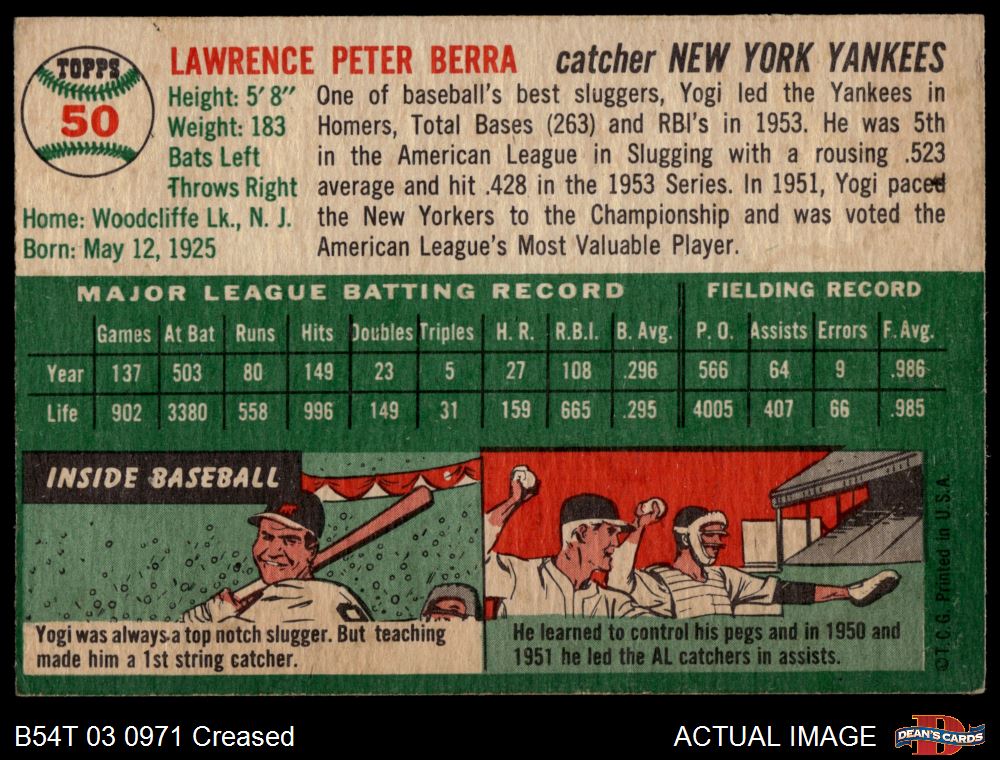 TOPPS
50
LAWRENCE PETER BERRA catcher NEW YORK YANKEES
Height: 5' 8"
Weight: 183
Bats Left
Throws Right
Home: Woodcliffe Lk., N. J.
Born: May 12, 1925
One of baseball's best sluggers, Yogi led the Yankees in
Homers, Total Bases (263) and RBI's in 1953. He was 5th
in the American League in Slugging with a rousing .523
average and hit .428 in the 1953 Series. In 1951, Yogi paced
the New Yorkers to the Championship and was voted the
American League's Most Valuable Player.
MAJOR LEAGUE BATTING RECORD FIELDING RECORD
Games At Bat Runs Hits Doubles Triples H. R. R.B.I. B. Avg. P. O. Assists Errors F. Avg.
Year 137 503 80 149 23 5 27 108 .296 566 64 9 .986
Life 902 3380 558 996 149 31 159 665 .295 4005 407 66 .985
INSIDE BASEBALL
Yogi was always a top notch slugger. But teaching
made him a 1st string catcher.
He learned to control his pegs and in 1950 and
1951 he led the AL catchers in assists.
©T.C.G. Printed in U.S.A.
B54T 03 0971 Creased
ACTUAL IMAGE
DEAN'S CARDS